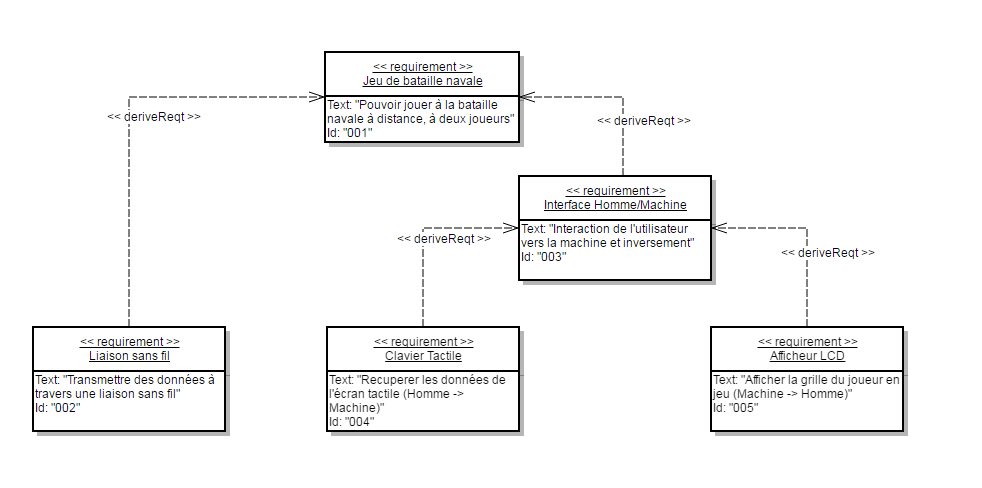 << requirement >>
Jeu de bataille navale
Text: "Pouvoir jouer à la bataille
navale à distance, à deux joueurs"
Id: "001"
<< deriveReqt >>
<< deriveReqt >>
<< requirement >>
Interface Homme/Machine
Text: "Interaction de l'utilisateur
vers la machine et inversement"
Id: "003"
<< deriveReqt >>
<< deriveReqt >>
<< requirement >>
Liaison sans fil
Text: "Transmettre des données à
travers une liaison sans fil"
Id: "002"
<< requirement >>
Clavier Tactile
Text: "Recuperer les données de
l'écran tactile (Homme ->
Machine)"
Id: "004"
<< requirement >>
Afficheur LCD
Text: "Afficher la grille du joueur en
jeu (Machine -> Homme)"
Id: "005"